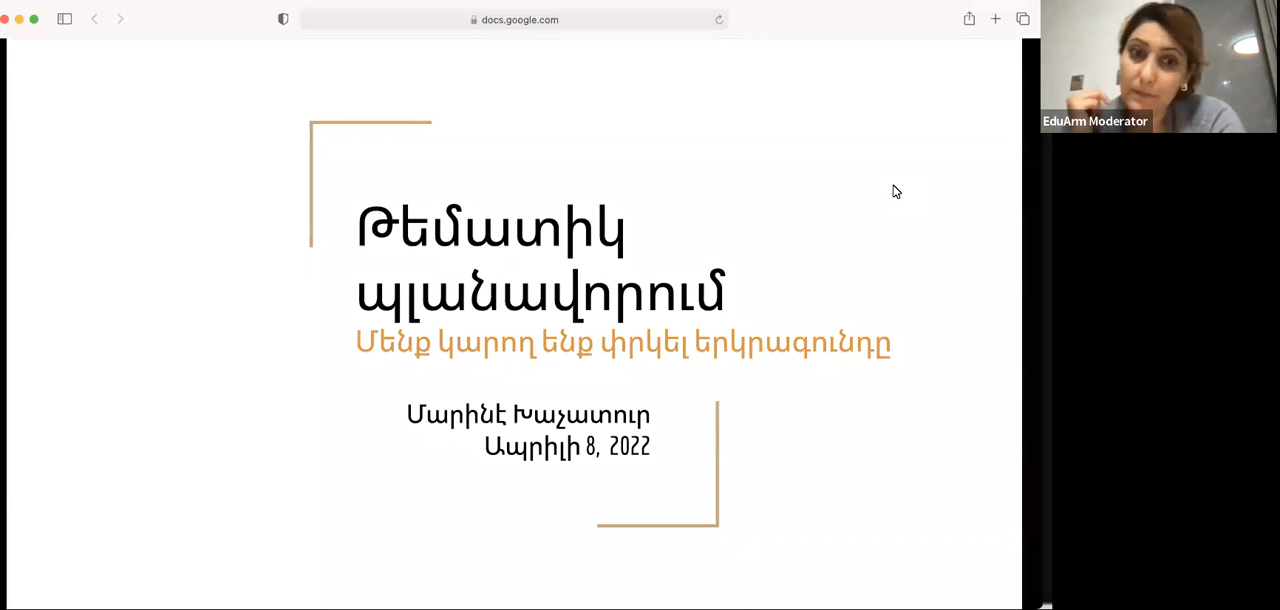 docs.google.com
EduArm Moderator
Թեմատիկ
պլանավորում
Մենք կարող ենք փրկել երկրագունդը
Մարինէ Խաչատուր
Ապրիլի 8, 2022